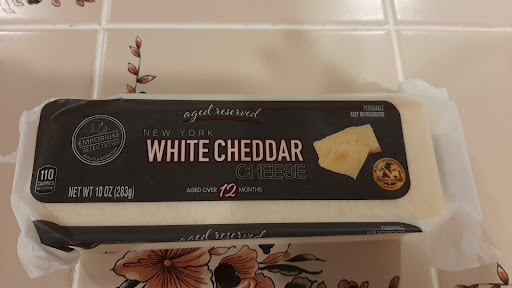 aged reserved
PERISHABLE
KEEP REFRIGERATED
EMPORIUM
SELECTION
NEW YORK
WHITE CHEDDAR
CHEESE
110
CALORIES
AGED OVER 12 MONTHS
NET WT 10 OZ (283g)
aged reserved
PERISHABLE